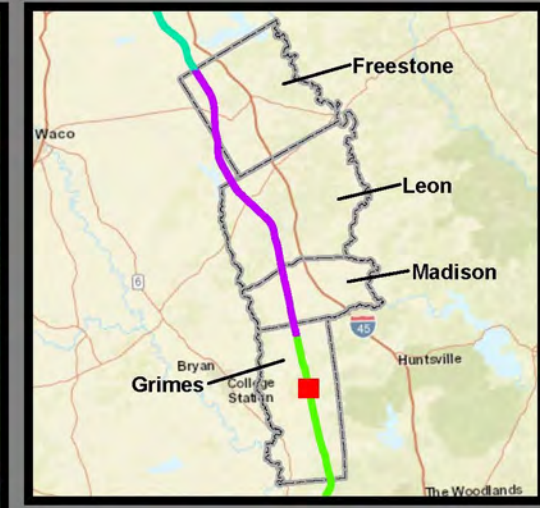 Freestone
Waco
Leon
Madison
6
45
Huntsville
Bryan
Grimes
College
Station
The Woodlands